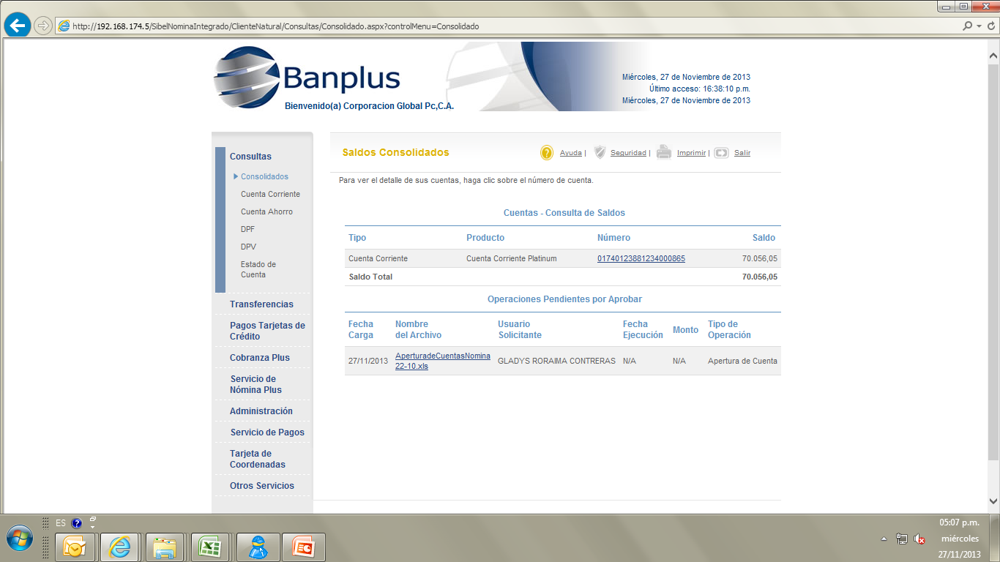 http://192.168.174.5/SibelNominaIntegrado/ClienteNatural/Consultas/Consolidado.aspx?controlMenu=Consolidado
Banplus
Bienvenido(a) Corporacion Global Pc,C.A.
Miércoles, 27 de Noviembre de 2013
Último acceso: 16:38:10 p.m.
Miércoles, 27 de Noviembre de 2013
Consultas
Consolidados
Cuenta Corriente
Cuenta Ahorro
DPF
DPV
Estado de
Cuenta
Transferencias
Pagos Tarjetas de
Crédito
Cobranza Plus
Servicio de
Nómina Plus
Administración
Servicio de Pagos
Tarjeta de
Coordenadas
Otros Servicios
Saldos Consolidados
Ayuda | Seguridad | Imprimir | Salir
Para ver el detalle de sus cuentas, haga clic sobre el número de cuenta.
Cuentas - Consulta de Saldos
Tipo Producto Número Saldo
Cuenta Corriente Cuenta Corriente Platinum 01740123881234000865 70.056,05
Saldo Total 70.056,05
Operaciones Pendientes por Aprobar
Fecha Carga Nombre del Archivo Usuario Solicitante Fecha Ejecución Monto Tipo de Operación
27/11/2013 AperturadeCuentasNomina 22-10.xls GLADYS RORAIMA CONTRERAS N/A N/A Apertura de Cuenta
ES
05:07 p.m.
miércoles
27/11/2013